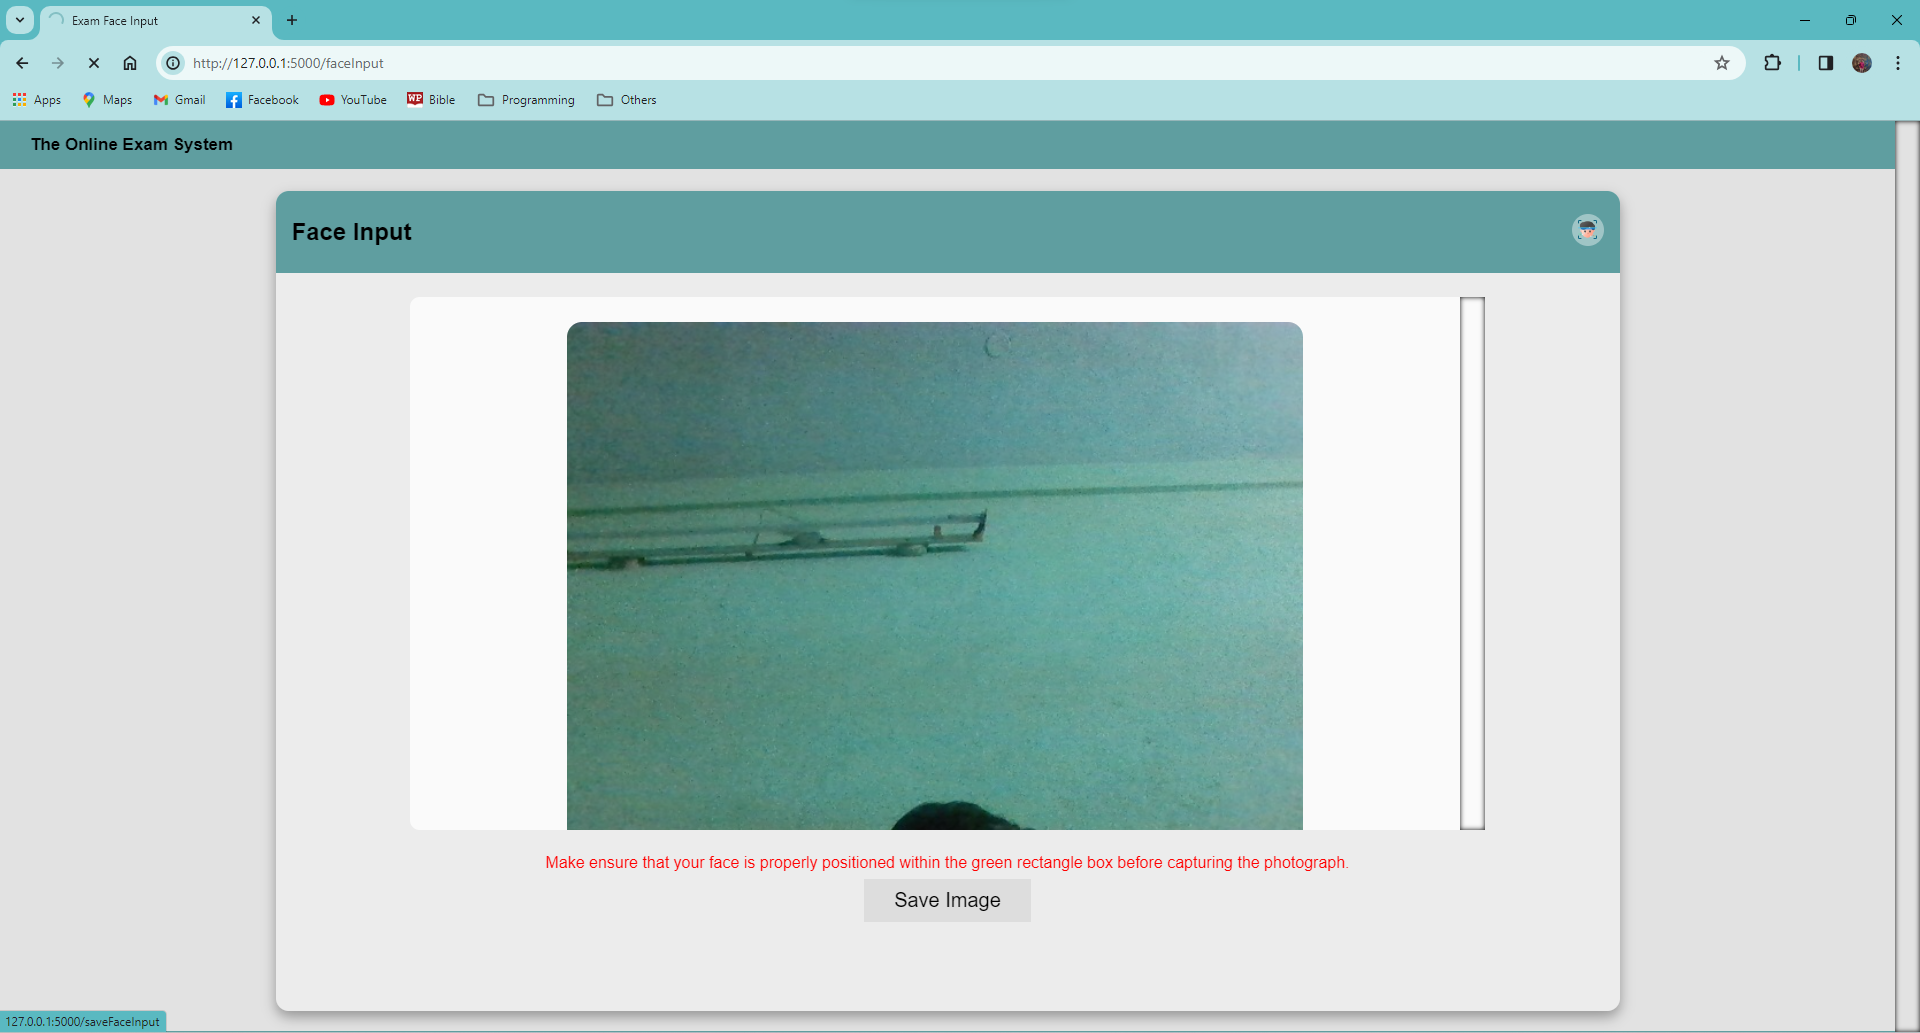 Exam Face Input
http://127.0.0.1:5000/faceInput
Apps Maps Gmail Facebook YouTube WP Bible Programming Others
The Online Exam System
Face Input
Make ensure that your face is properly positioned within the green rectangle box before capturing the photograph.
Save Image
127.0.0.1:5000/saveFaceInput